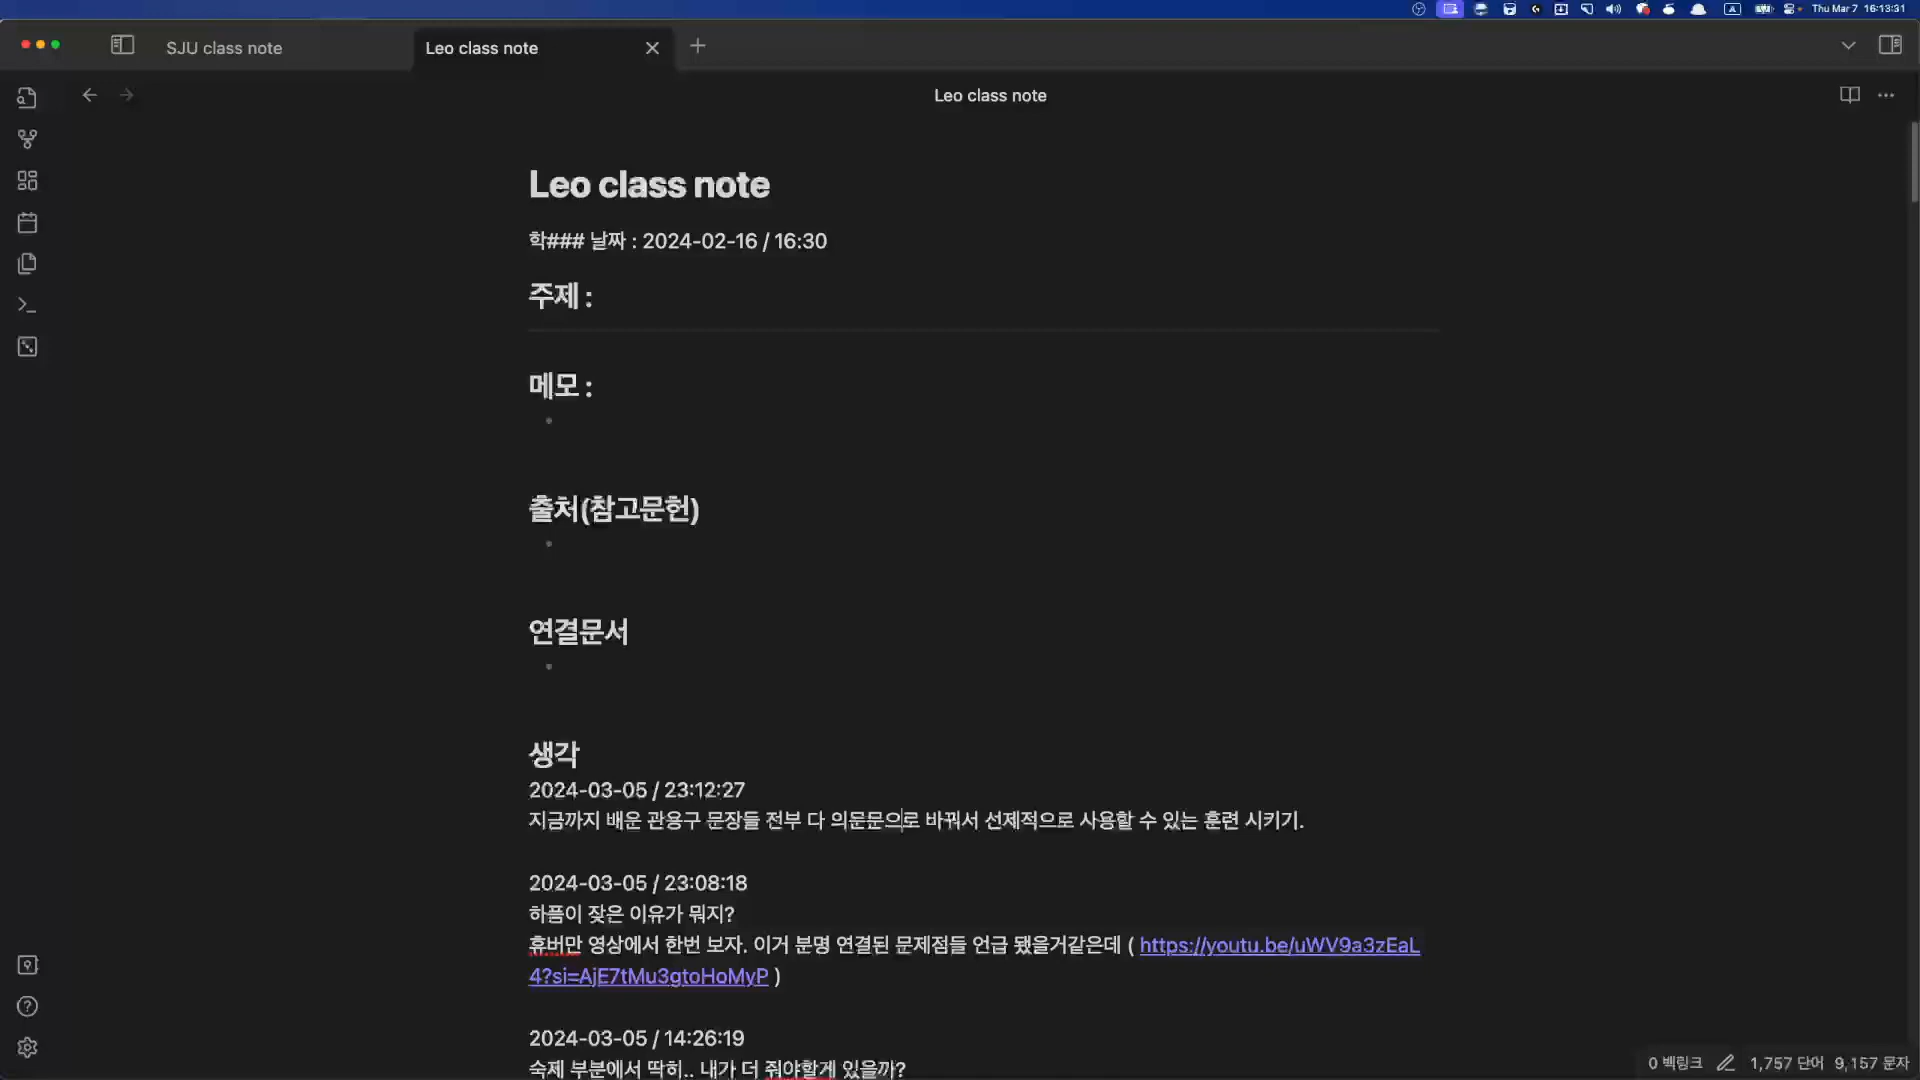 Thu Mar 7 16:13:31
SJU class note
Leo class note
Leo class note
Leo class note
학### 날짜 : 2024-02-16 / 16:30
주제 :
메모 :
출처(참고문헌)
연결문서
생각
2024-03-05 / 23:12:27
지금까지 배운 관용구 문장들 전부 다 의문문으로 바꿔서 선제적으로 사용할 수 있는 훈련 시키기.
2024-03-05 / 23:08:18
하픔이 잦은 이유가 뭐지?
휴버만 영상에서 한번 보자. 이거 분명 연결된 문제점들 언급 됐을거같은데 ( https://youtu.be/uWV9a3zEaL
4?si=AjE7tMu3gtoHoMyP )
2024-03-05 / 14:26:19
숙제 부분에서 딱히.. 내가 더 줘야할게 있을까?
0 백링크 1,757 단어 9,157 문자